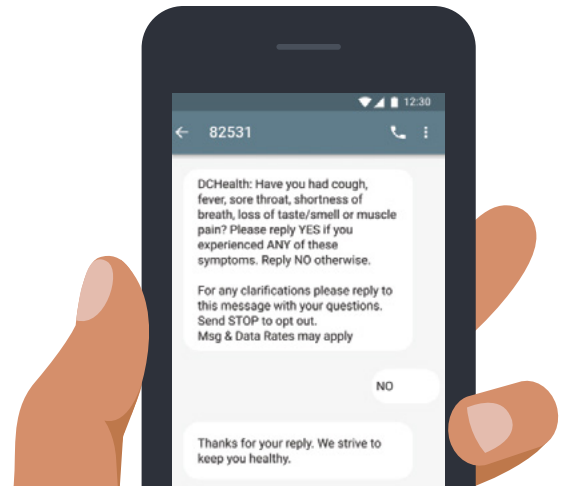 12:30
82531
DCHealth: Have you had cough,
fever, sore throat, shortness of
breath, loss of taste/smell or muscle
pain? Please reply YES if you
experienced ANY of these
symptoms. Reply NO otherwise.
For any clarifications please reply to
this message with your questions.
Send STOP to opt out.
Msg & Data Rates may apply
NO
Thanks for your reply. We strive to
keep you healthy.